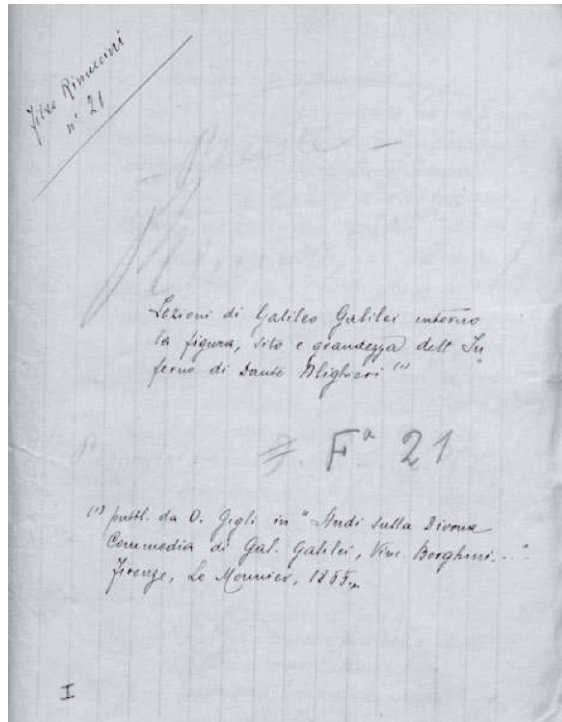 Filza Rinuccini
n° 21
Lezioni di Galileo Galilei intorno
la figura, sito e grandezza dell' In„
ferno di Dante Alighieri (1)
F.a 21
(1) pubbl. da O. Gigli in "Studi sulla Divina
Commedia di Gal. Galilei, Vinc. Borghini..."
Firenze, Le Monnier, 1855
I